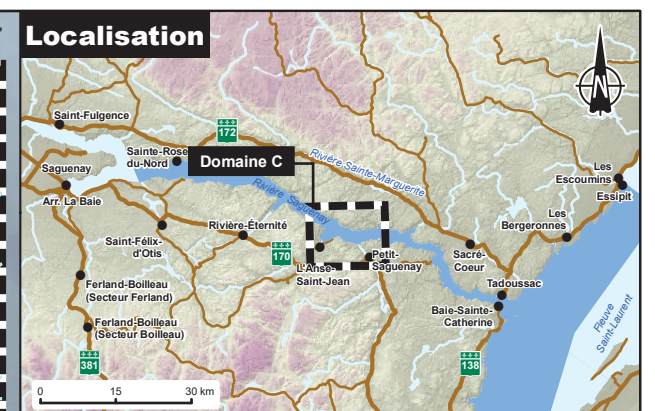 Localisation
N
Saint-Fulgence
172
Sainte-Rose
du-Nord
Domaine C
Rivière Sainte-Marguerite
Saguenay
Arr. La Baie
Rivière Saguenay
Les
Escoumins
Essipit
Les
Bergeronnes
Rivière-Éternité
Saint-Félix-
d'Otis
170
L'Anse-
Saint-Jean
Petit-
Saguenay
Sacré-
Coeur
Tadoussac
Ferland-Boilleau
(Secteur Ferland)
Baie-Sainte-
Catherine
Fleuve
Saint-Laurent
Ferland-Boilleau
(Secteur Boilleau)
381
138
0 15 30 km